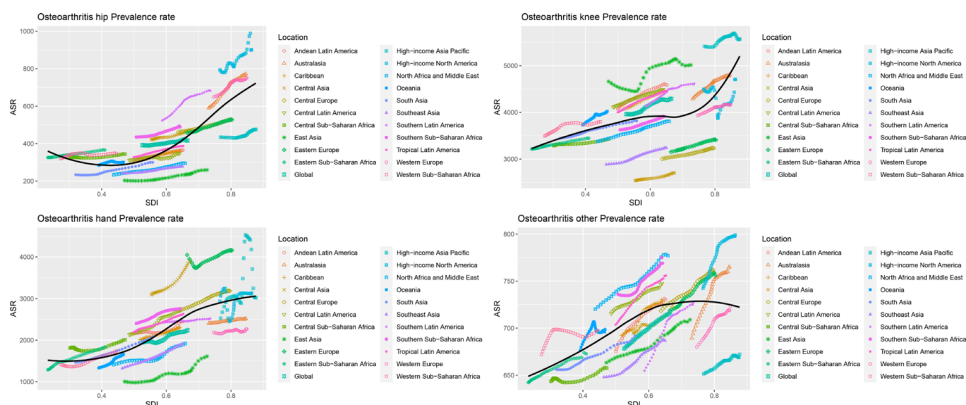 Osteoarthritis hip Prevalence rate
1000
800
600
400
200
ASR
0.4
0.6
0.8
SDI
Location
Andean Latin America
Australasia
Caribbean
Central Asia
Central Europe
Central Latin America
Central Sub-Saharan Africa
East Asia
Eastern Europe
Eastern Sub-Saharan Africa
Global
High-income Asia Pacific
High-income North America
North Africa and Middle East
Oceania
South Asia
Southeast Asia
Southern Latin America
Southern Sub-Saharan Africa
Tropical Latin America
Western Europe
Western Sub-Saharan Africa
Osteoarthritis knee Prevalence rate
5000
4000
3000
ASR
0.4
0.6
0.8
SDI
Location
Andean Latin America
Australasia
Caribbean
Central Asia
Central Europe
Central Latin America
Central Sub-Saharan Africa
East Asia
Eastern Europe
Eastern Sub-Saharan Africa
Global
High-income Asia Pacific
High-income North America
North Africa and Middle East
Oceania
South Asia
Southeast Asia
Southern Latin America
Southern Sub-Saharan Africa
Tropical Latin America
Western Europe
Western Sub-Saharan Africa
Osteoarthritis hand Prevalence rate
4000
3000
2000
1000
ASR
0.4
0.6
0.8
SDI
Location
Andean Latin America
Australasia
Caribbean
Central Asia
Central Europe
Central Latin America
Central Sub-Saharan Africa
East Asia
Eastern Europe
Eastern Sub-Saharan Africa
Global
High-income Asia Pacific
High-income North America
North Africa and Middle East
Oceania
South Asia
Southeast Asia
Southern Latin America
Southern Sub-Saharan Africa
Tropical Latin America
Western Europe
Western Sub-Saharan Africa
Osteoarthritis other Prevalence rate
800
750
700
650
ASR
0.4
0.6
0.8
SDI
Location
Andean Latin America
Australasia
Caribbean
Central Asia
Central Europe
Central Latin America
Central Sub-Saharan Africa
East Asia
Eastern Europe
Eastern Sub-Saharan Africa
Global
High-income Asia Pacific
High-income North America
North Africa and Middle East
Oceania
South Asia
Southeast Asia
Southern Latin America
Southern Sub-Saharan Africa
Tropical Latin America
Western Europe
Western Sub-Saharan Africa